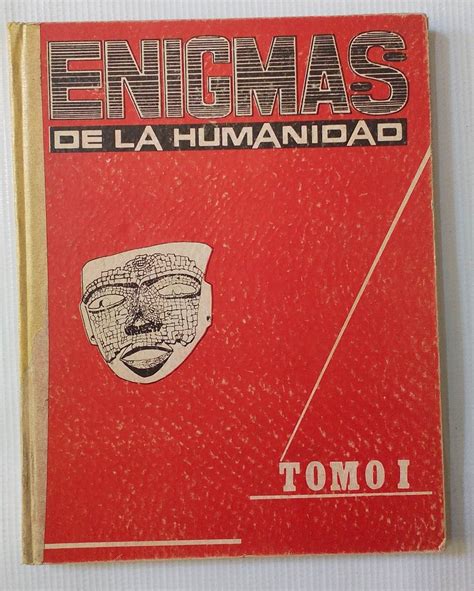 ENIGMAS
DE LA HUMANIDAD
TOMO I